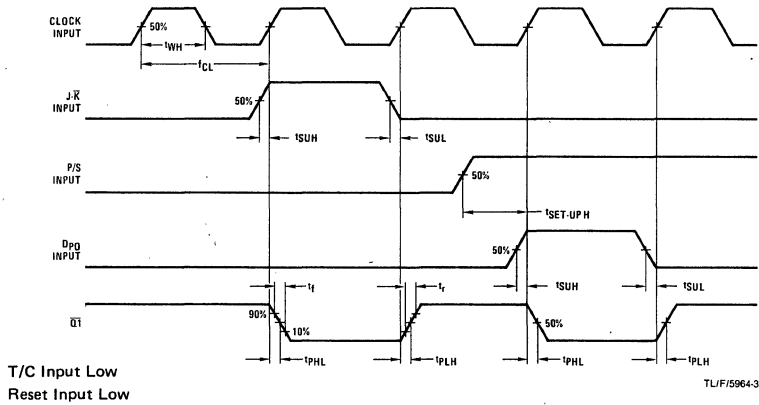 CLOCK
INPUT
50%
tWH
fCL
J-K̅
INPUT
50%
tSUH
tSUL
P/S
INPUT
50%
tSET-UP H
DP0
INPUT
50%
tSUH
tSUL
Q̅1̅
90%
tf
10%
tr
50%
tPHL
tPLH
tPHL
tPLH
T/C Input Low
Reset Input Low
TL/F/5964-3